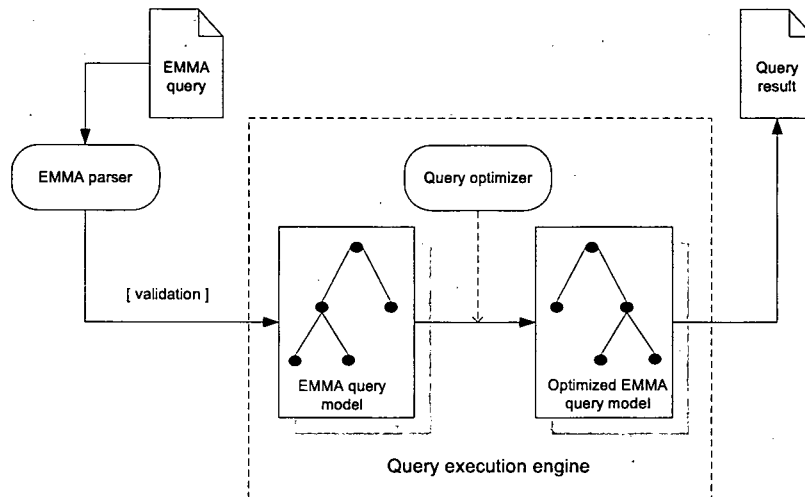 EMMA
query
Query
result
EMMA parser
Query optimizer
[ validation ]
EMMA query
model
Optimized EMMA
query model
Query execution engine